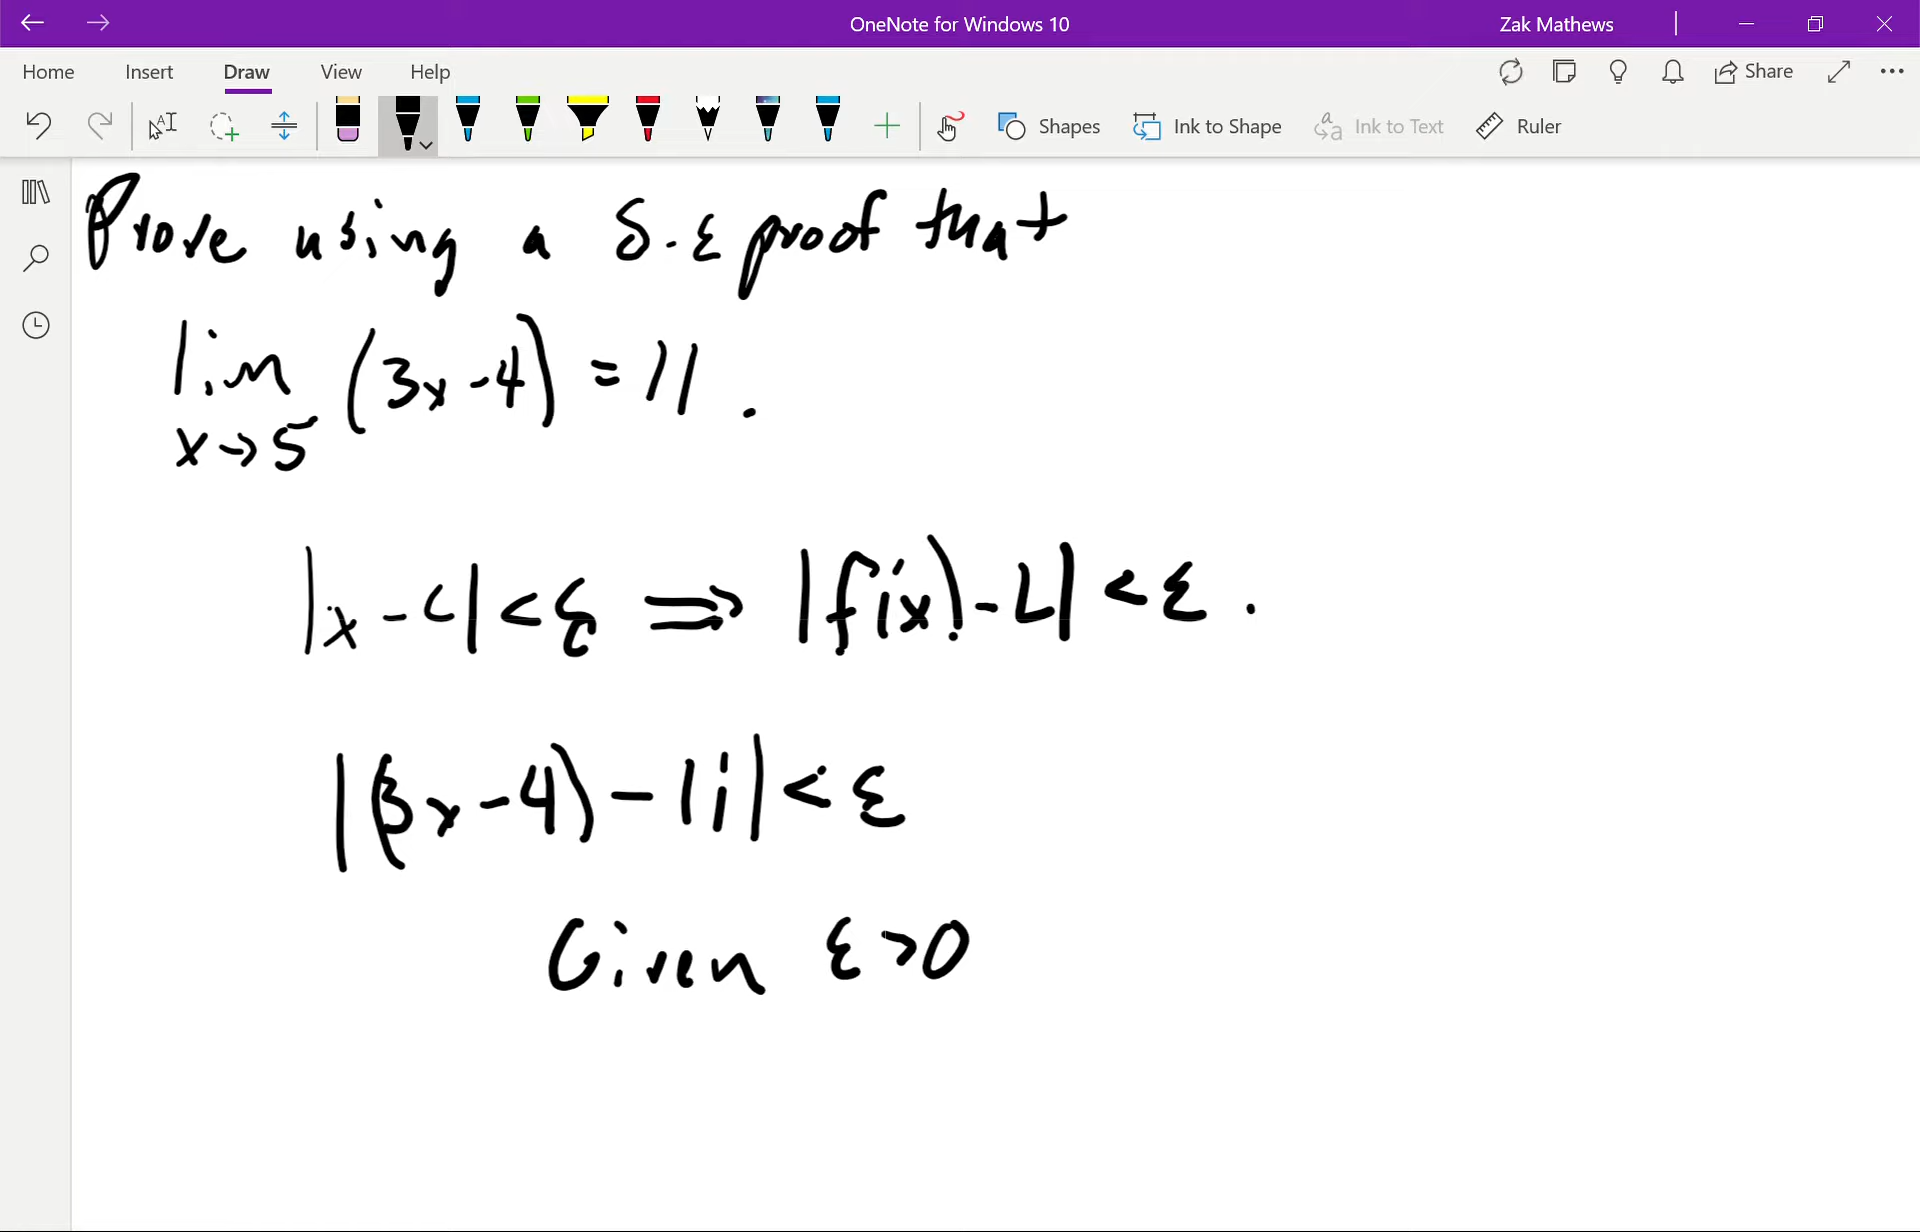 OneNote for Windows 10
Zak Mathews
Home Insert Draw View Help
Share
Shapes Ink to Shape Ink to Text Ruler
Prove using a δ-ε proof that
lim (3x-4) = 11.
x→5
|x-c| < ξ ⇒ |f(x)-L| < ε.
|(3x-4)-11| < ε
Given ε>0